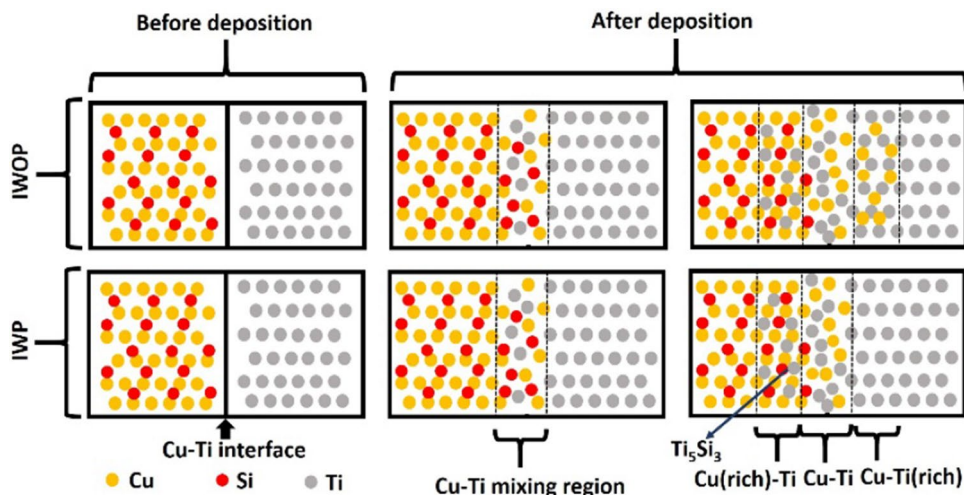 Before deposition
After deposition
IWOP
IWP
Cu-Ti interface
Ti₅Si₃
Cu(rich)-Ti Cu-Ti Cu-Ti(rich)
Cu Si Ti
Cu-Ti mixing region